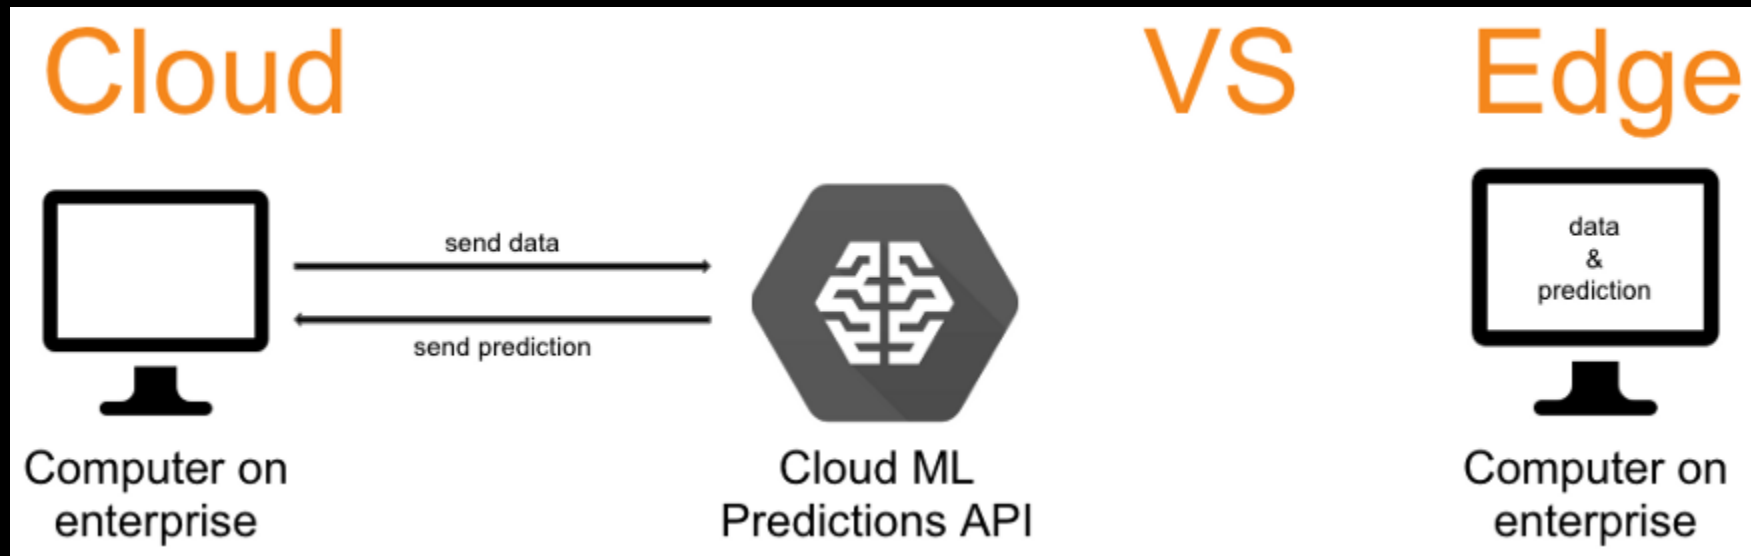 Cloud
VS
Edge
send data
send prediction
data
&
prediction
Computer on
enterprise
Cloud ML
Predictions API
Computer on
enterprise